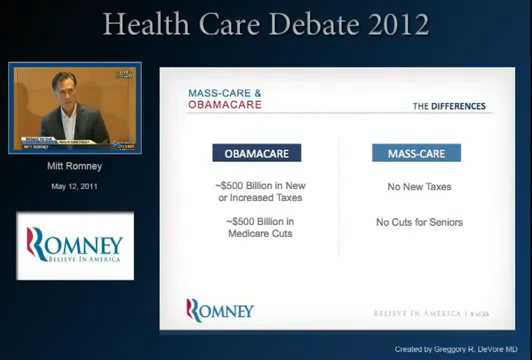 Health Care Debate 2012
MITT ROMNEY
Mitt Romney
May 12, 2011
ROMNEY
BELIEVE IN AMERICA
MASS-CARE &
OBAMACARE
THE DIFFERENCES
OBAMACARE
~$500 Billion in New
or Increased Taxes
~$500 Billion in
Medicare Cuts
MASS-CARE
No New Taxes
No Cuts for Seniors
ROMNEY
BELIEVE IN AMERICA
Created by Greggory R. DeVore MD